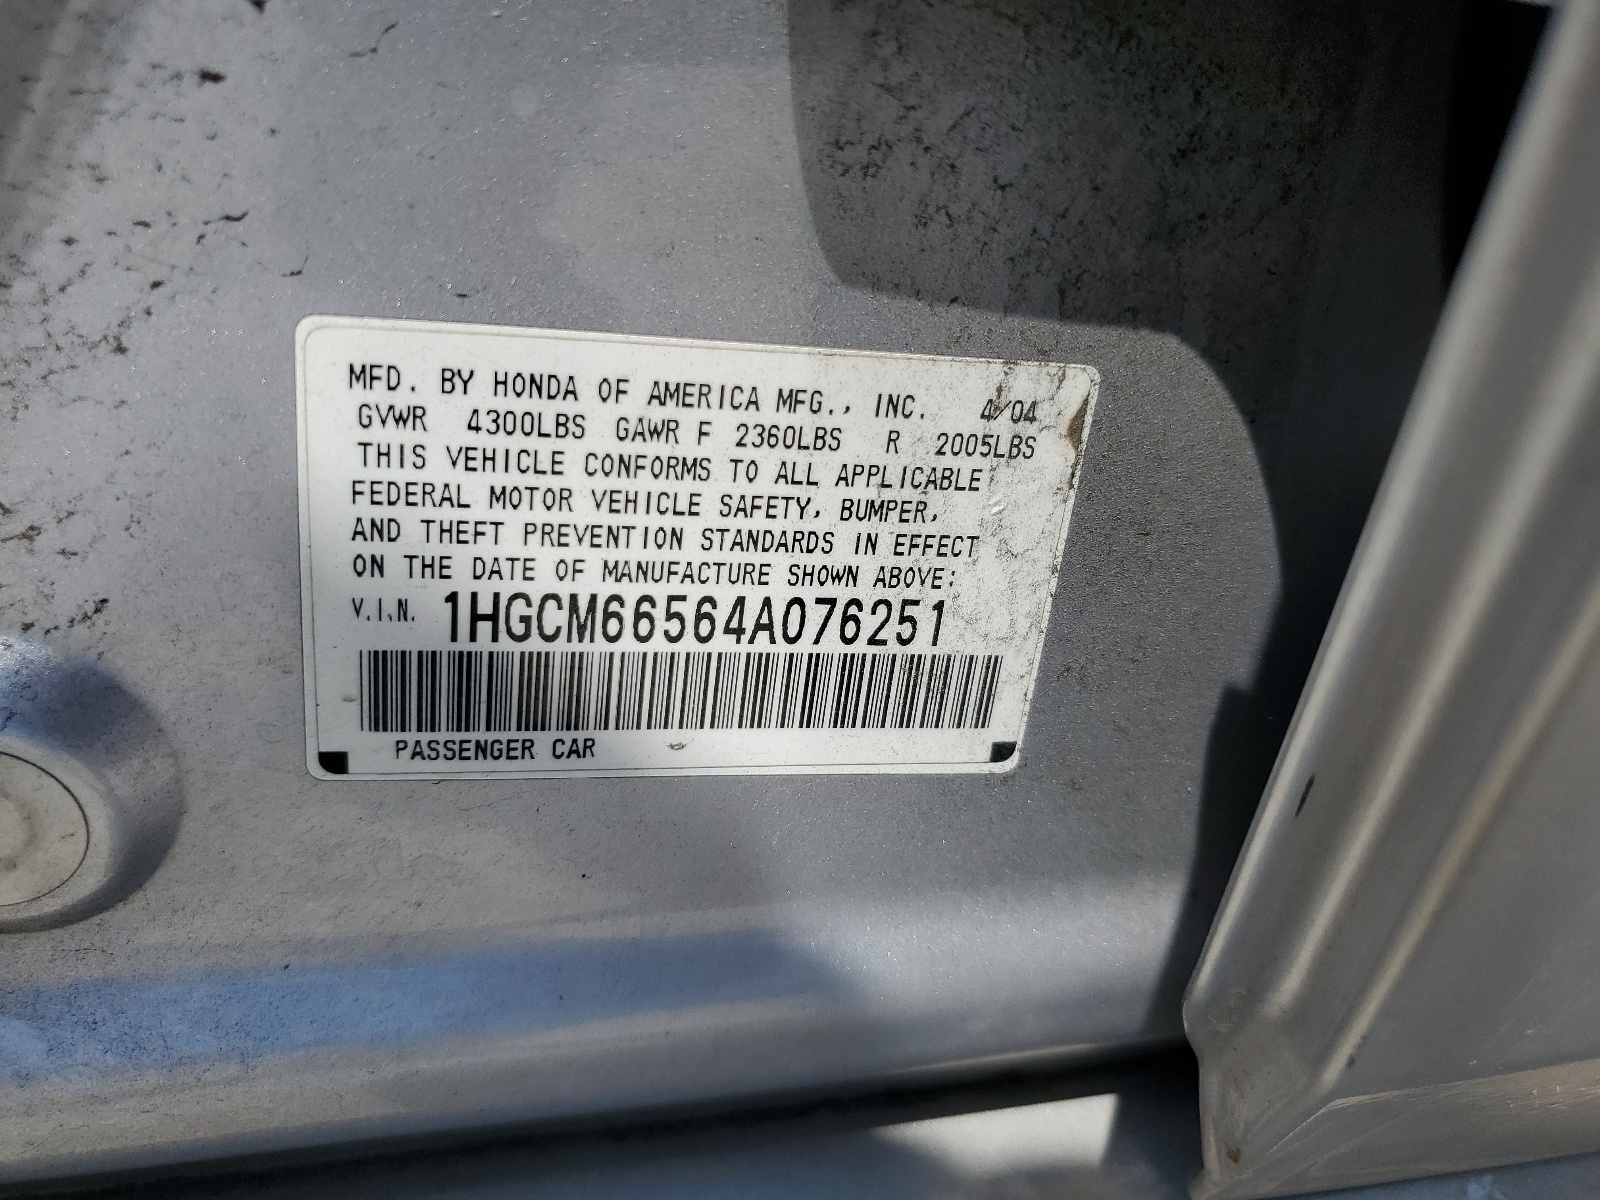 MFD. BY HONDA OF AMERICA MFG., INC. 4/04
GVWR 4300LBS GAWR F 2360LBS R 2005LBS
THIS VEHICLE CONFORMS TO ALL APPLICABLE
FEDERAL MOTOR VEHICLE SAFETY, BUMPER,
AND THEFT PREVENTION STANDARDS IN EFFECT
ON THE DATE OF MANUFACTURE SHOWN ABOVE:
V.I.N. 1HGCM66564A076251
PASSENGER CAR